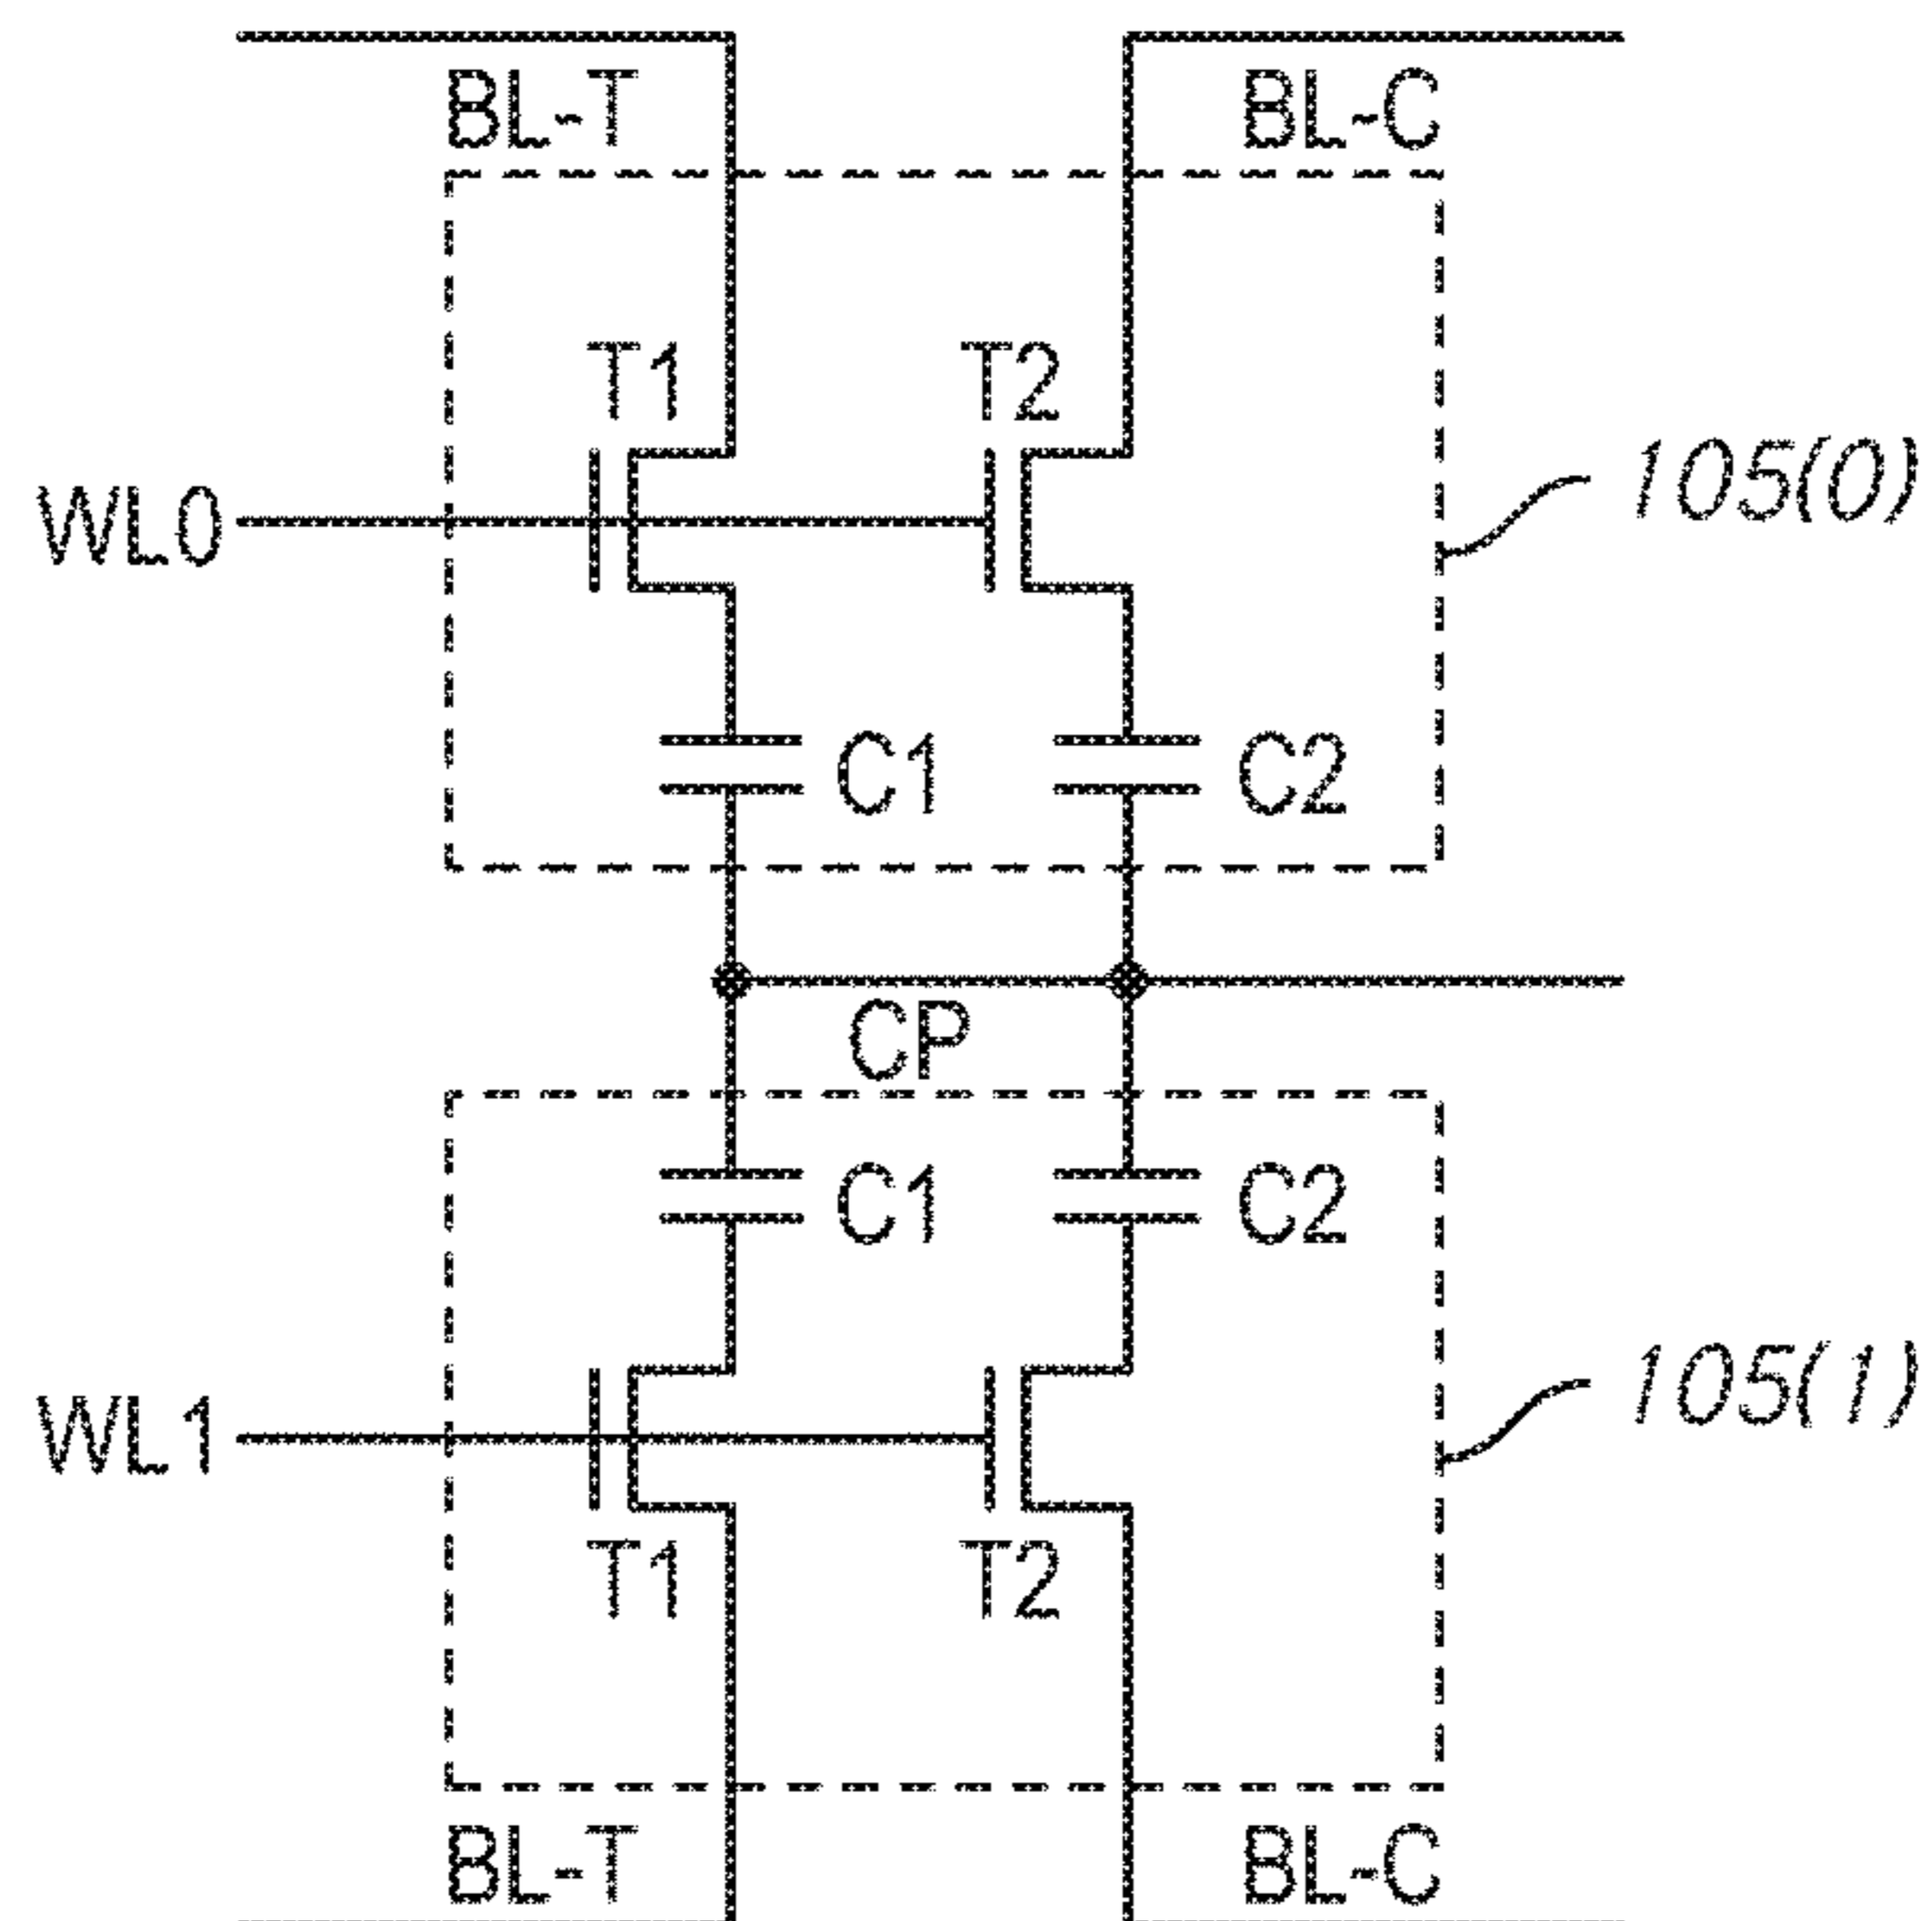 BL-T BL-C
T1 T2
WL0 105(0)
C1 C2
CP
C1 C2
WL1 105(1)
T1 T2
BL-T BL-C